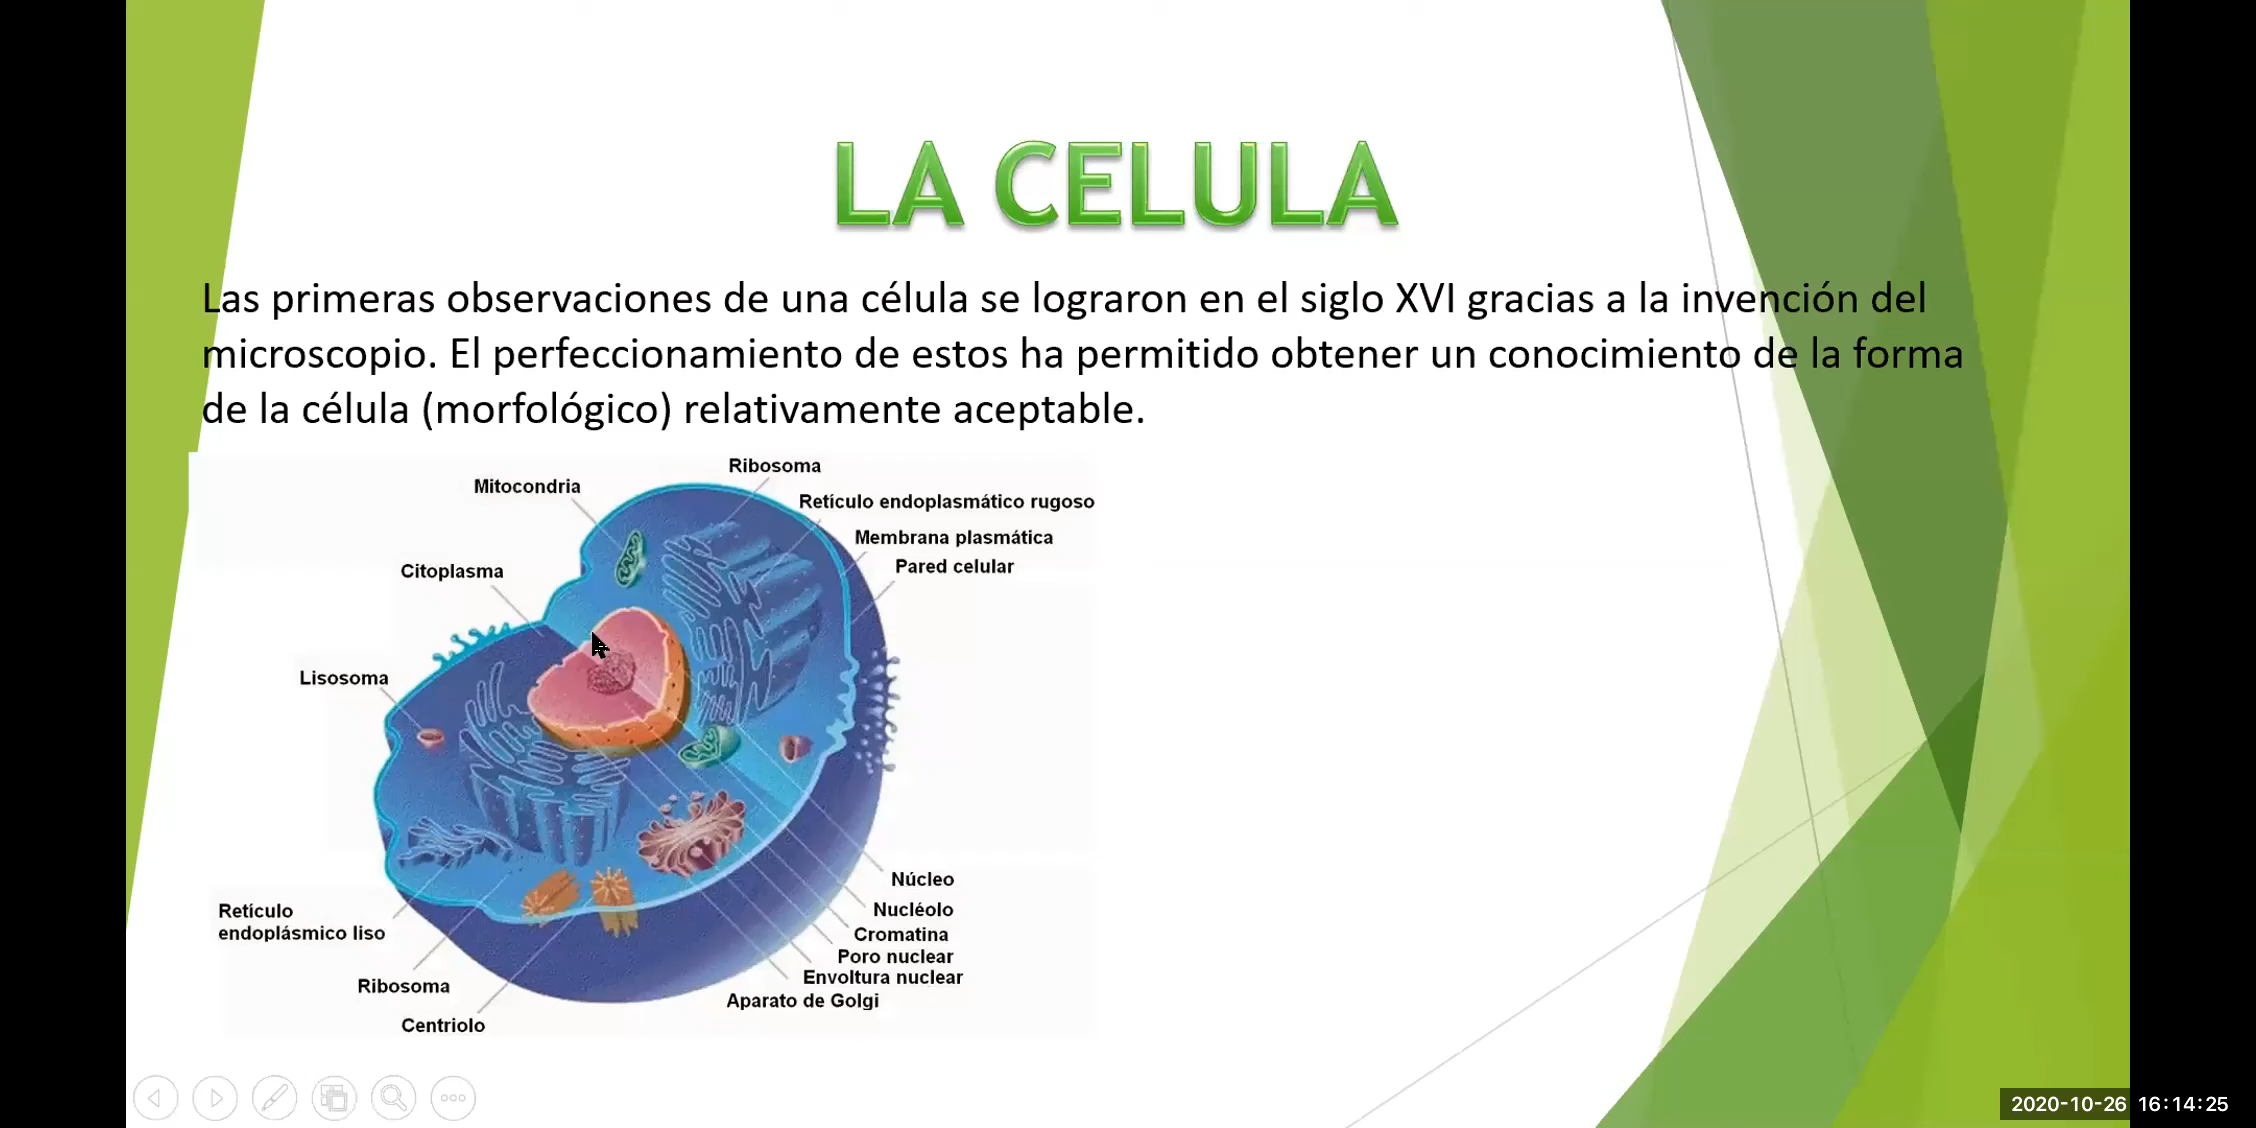 LA CELULA
Las primeras observaciones de una célula se lograron en el siglo XVI gracias a la invención del
microscopio. El perfeccionamiento de estos ha permitido obtener un conocimiento de la forma
de la célula (morfológico) relativamente aceptable.
Ribosoma
Mitocondria
Retículo endoplasmático rugoso
Membrana plasmática
Pared celular
Citoplasma
Lisosoma
Núcleo
Nucléolo
Cromatina
Poro nuclear
Envoltura nuclear
Aparato de Golgi
Retículo
endoplásmico liso
Ribosoma
Centriolo
2020-10-26 16:14:25